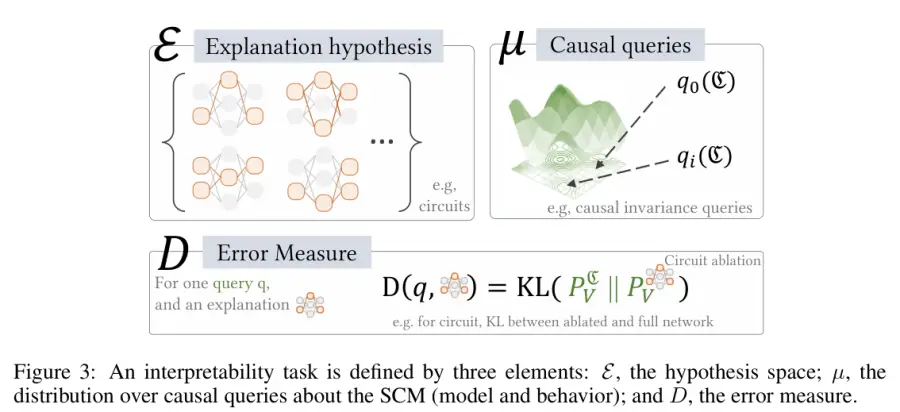 ℰ Explanation hypothesis
{ ... }
e.g,
circuits
μ Causal queries
q₀(ℭ)
qᵢ(ℭ)
e.g, causal invariance queries
D Error Measure
Circuit ablation
For one query q,
and an explanation
D(q, ) = KL( P_V^ℭ ∥ P_V )
e.g. for circuit, KL between ablated and full network
Figure 3: An interpretability task is defined by three elements: ℰ, the hypothesis space; μ, the
distribution over causal queries about the SCM (model and behavior); and D, the error measure.